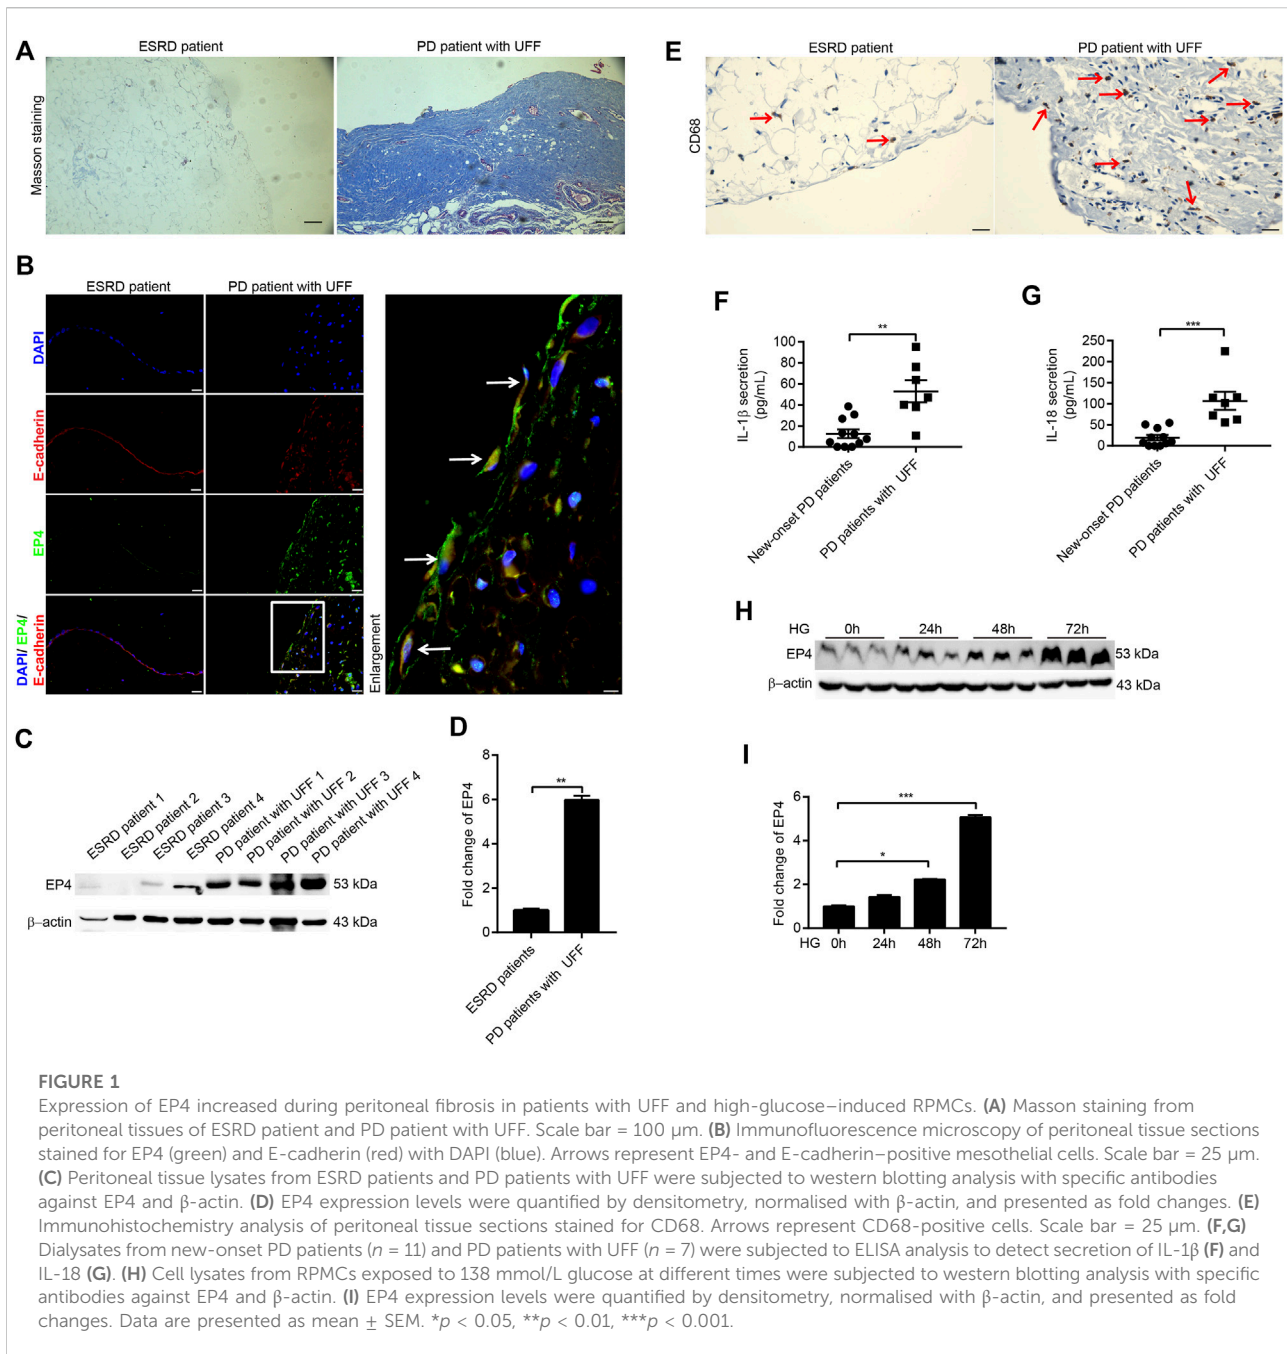 A
ESRD patient
PD patient with UFF
Masson staining
B
ESRD patient
PD patient with UFF
DAPI
E-cadherin
EP4
DAPI/ EP4/
E-cadherin
Enlargement
C
ESRD patient 1
ESRD patient 2
ESRD patient 3
ESRD patient 4
PD patient with UFF 1
PD patient with UFF 2
PD patient with UFF 3
PD patient with UFF 4
EP4
53 kDa
β–actin
43 kDa
D
Fold change of EP4
8
6
4
2
0
**
ESRD patients
PD patients with UFF
E
ESRD patient
PD patient with UFF
CD68
F
IL-1β secretion
(pg/mL)
100
80
60
40
20
0
**
New-onset PD patients
PD patients with UFF
G
IL-18 secretion
(pg/mL)
250
200
150
100
50
0
***
New-onset PD patients
PD patients with UFF
H
HG 0h 24h 48h 72h
EP4
53 kDa
β–actin
43 kDa
I
Fold change of EP4
6
4
2
0
***
*
HG 0h 24h 48h 72h
FIGURE 1
Expression of EP4 increased during peritoneal fibrosis in patients with UFF and high-glucose–induced RPMCs. (A) Masson staining from
peritoneal tissues of ESRD patient and PD patient with UFF. Scale bar = 100 μm. (B) Immunofluorescence microscopy of peritoneal tissue sections
stained for EP4 (green) and E-cadherin (red) with DAPI (blue). Arrows represent EP4- and E-cadherin–positive mesothelial cells. Scale bar = 25 μm.
(C) Peritoneal tissue lysates from ESRD patients and PD patients with UFF were subjected to western blotting analysis with specific antibodies
against EP4 and β-actin. (D) EP4 expression levels were quantified by densitometry, normalised with β-actin, and presented as fold changes. (E)
Immunohistochemistry analysis of peritoneal tissue sections stained for CD68. Arrows represent CD68-positive cells. Scale bar = 25 μm. (F,G)
Dialysates from new-onset PD patients (n = 11) and PD patients with UFF (n = 7) were subjected to ELISA analysis to detect secretion of IL-1β (F) and
IL-18 (G). (H) Cell lysates from RPMCs exposed to 138 mmol/L glucose at different times were subjected to western blotting analysis with specific
antibodies against EP4 and β-actin. (I) EP4 expression levels were quantified by densitometry, normalised with β-actin, and presented as fold
changes. Data are presented as mean ± SEM. *p < 0.05, **p < 0.01, ***p < 0.001.